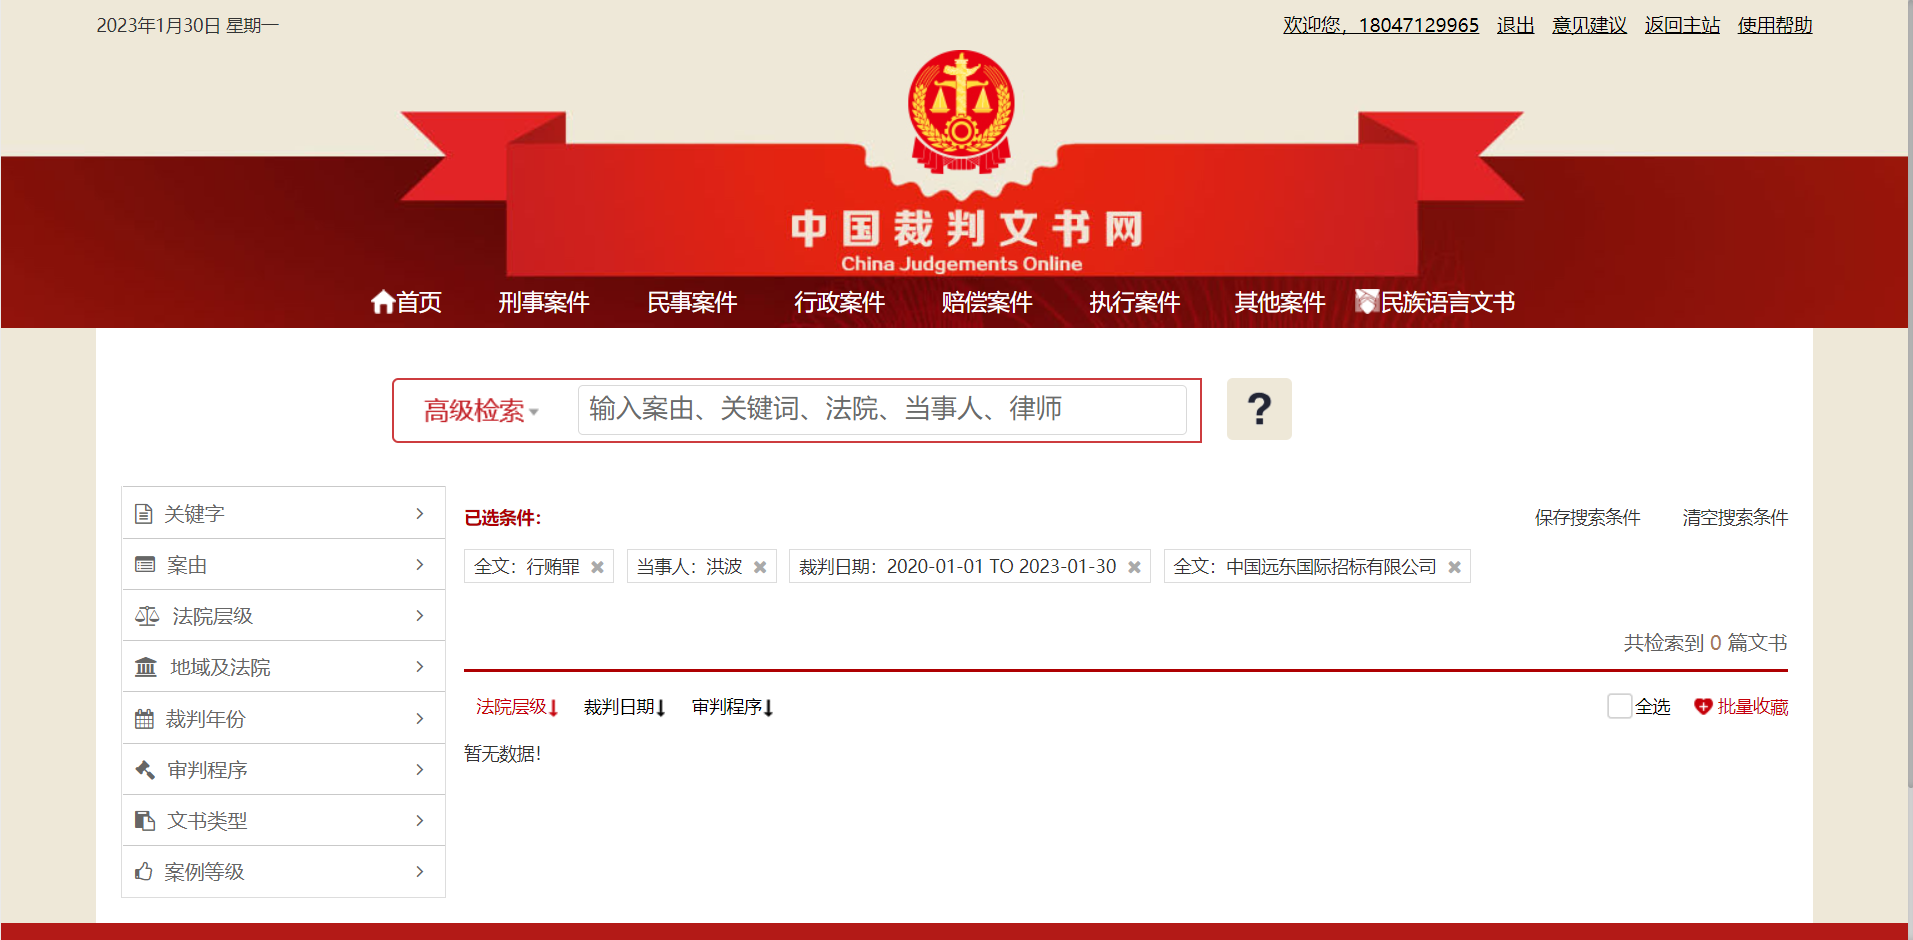 2023年1月30日 星期一
欢迎您，18047129965 退出 意见建议 返回主站 使用帮助
中国裁判文书网
China Judgements Online
首页 刑事案件 民事案件 行政案件 赔偿案件 执行案件 其他案件 民族语言文书
高级检索 输入案由、关键词、法院、当事人、律师 ?
关键字
案由
法院层级
地域及法院
裁判年份
审判程序
文书类型
案例等级
已选条件: 保存搜索条件 清空搜索条件
全文：行贿罪 当事人：洪波 裁判日期：2020-01-01 TO 2023-01-30 全文：中国远东国际招标有限公司
共检索到 0 篇文书
法院层级 裁判日期 审判程序 全选 批量收藏
暂无数据!